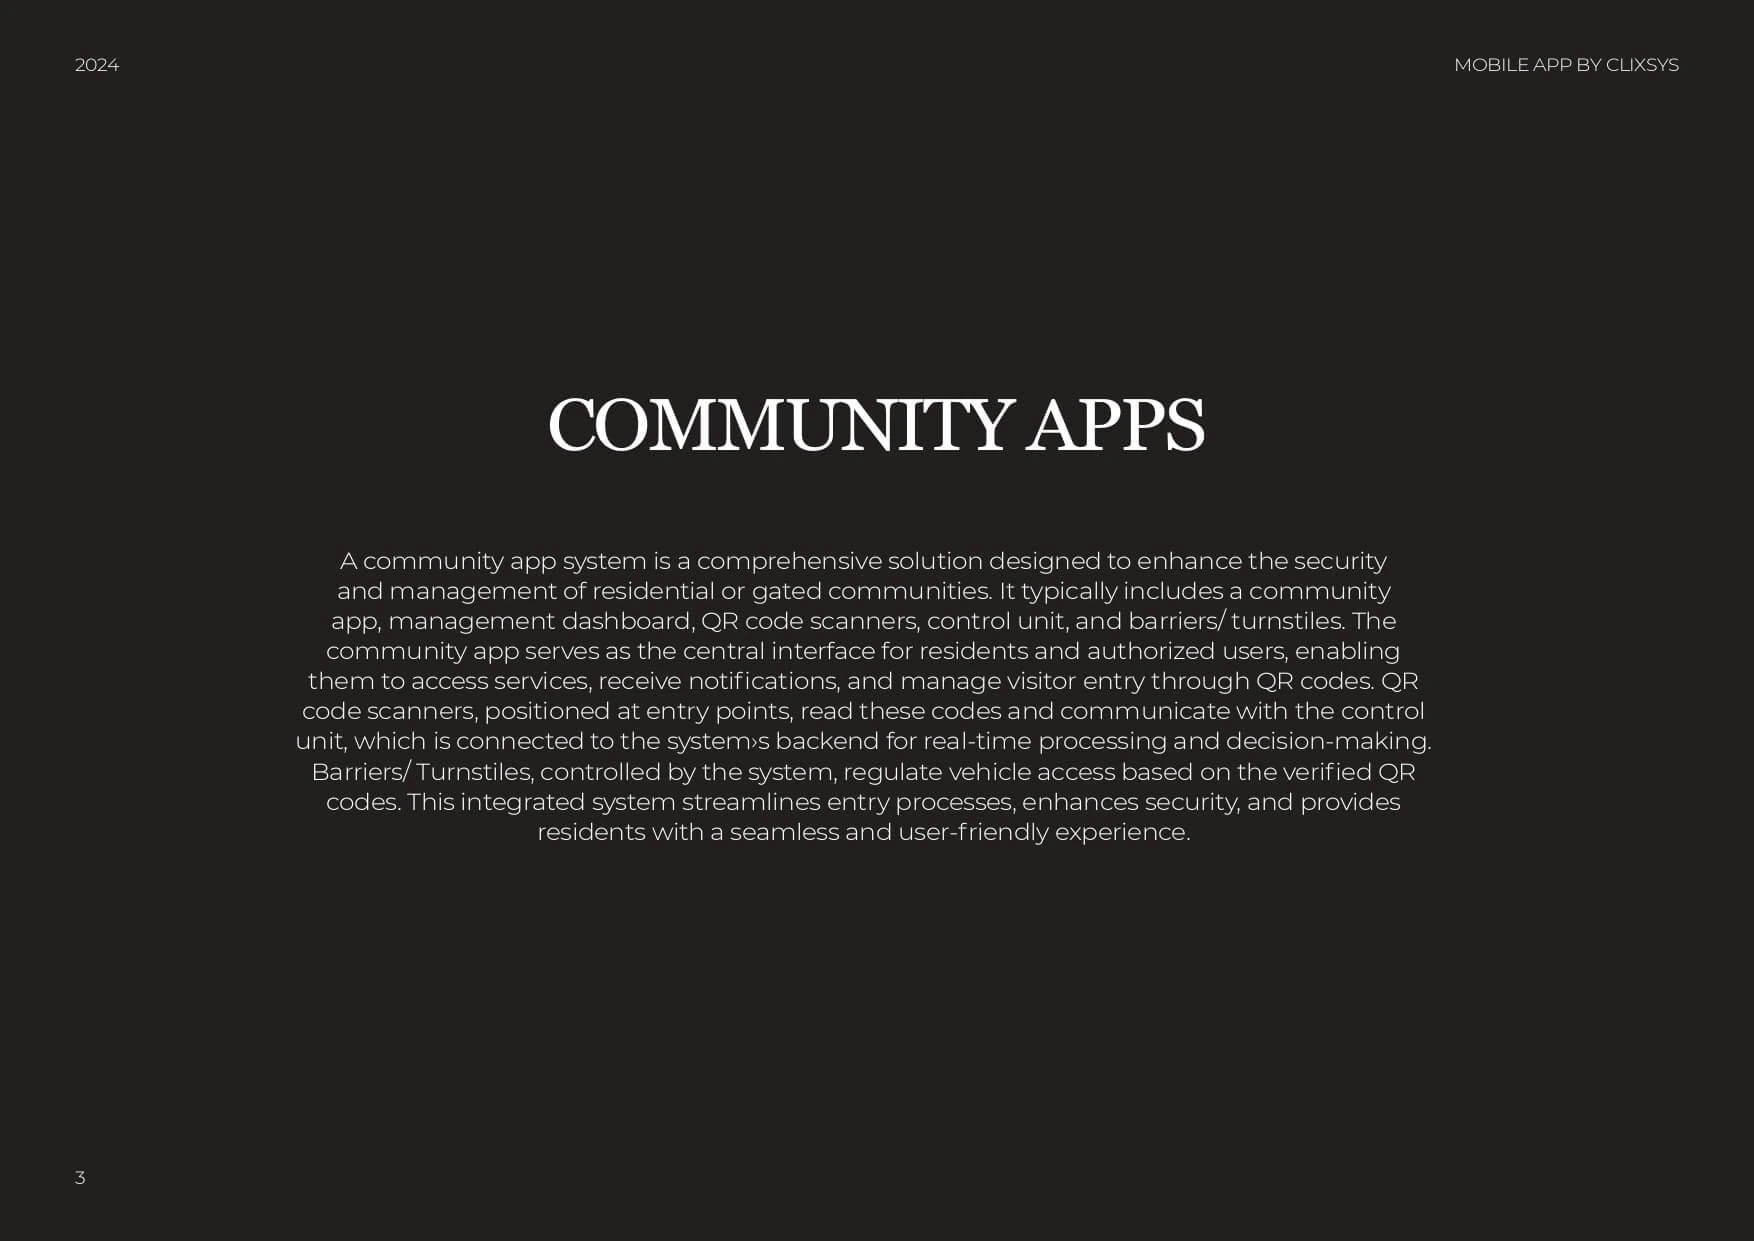 2024
MOBILE APP BY CLIXSYS
COMMUNITY APPS
A community app system is a comprehensive solution designed to enhance the security
and management of residential or gated communities. It typically includes a community
app, management dashboard, QR code scanners, control unit, and barriers/ turnstiles. The
community app serves as the central interface for residents and authorized users, enabling
them to access services, receive notifications, and manage visitor entry through QR codes. QR
code scanners, positioned at entry points, read these codes and communicate with the control
unit, which is connected to the system›s backend for real-time processing and decision-making.
Barriers/ Turnstiles, controlled by the system, regulate vehicle access based on the verified QR
codes. This integrated system streamlines entry processes, enhances security, and provides
residents with a seamless and user-friendly experience.
3